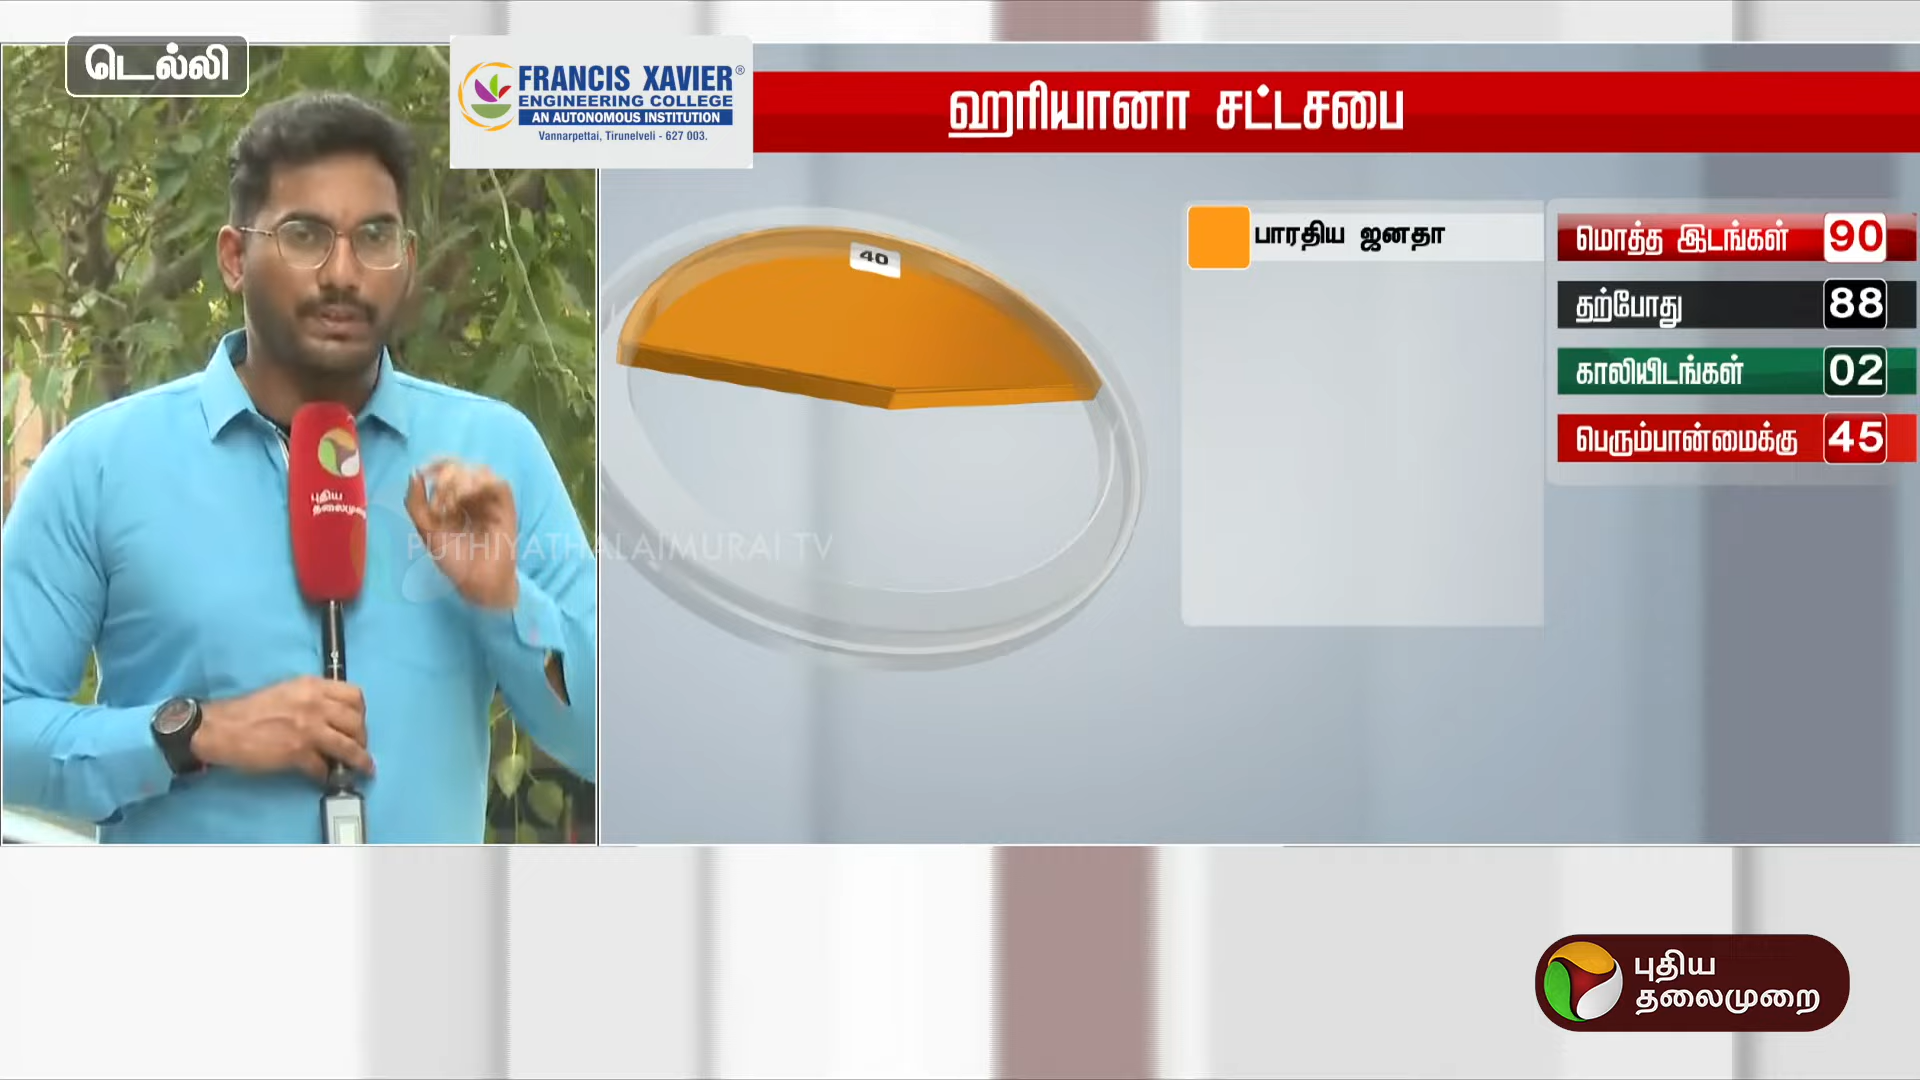 டெல்லி
FRANCIS XAVIER®
ENGINEERING COLLEGE
AN AUTONOMOUS INSTITUTION
Vannarpettai, Tirunelveli - 627 003.
ஹரியானா சட்டசபை
40
பாரதிய ஜனதா
மொத்த இடங்கள் 90
தற்போது 88
காலியிடங்கள் 02
பெரும்பான்மைக்கு 45
புதிய
தலைமுறை
PUTHIYATHALAIMURAI TV
புதிய
தலைமுறை